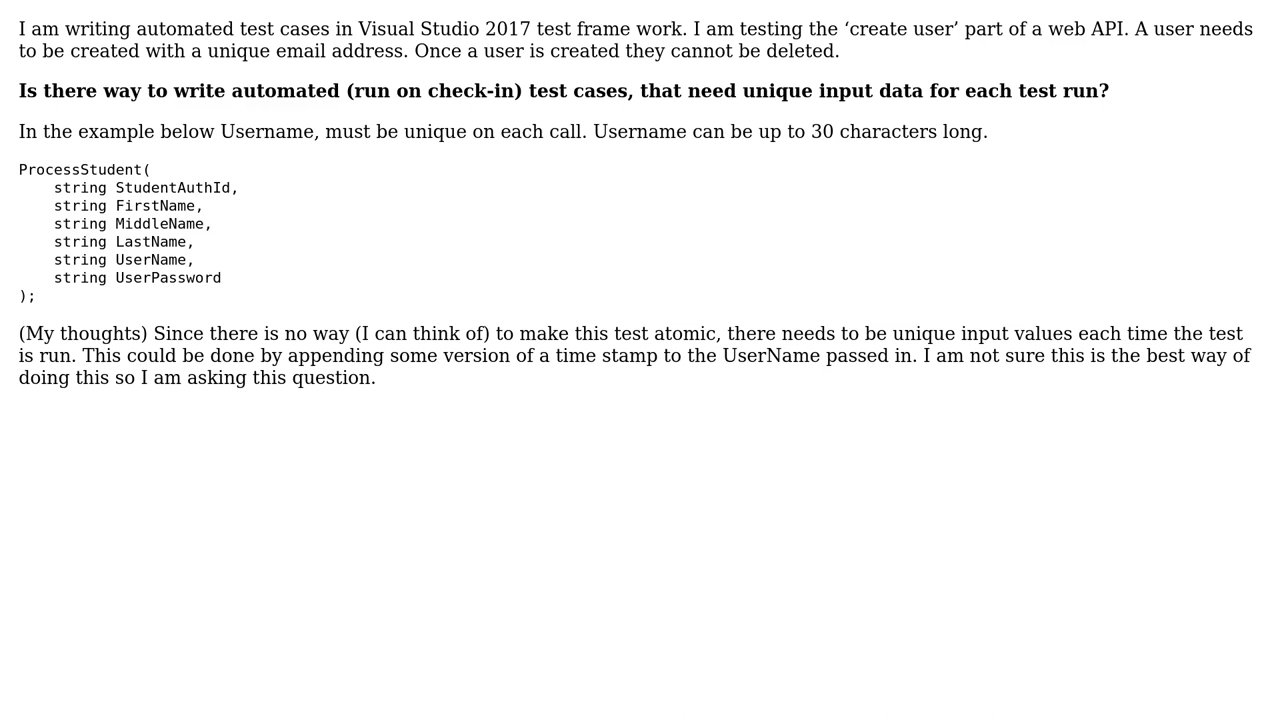 I am writing automated test cases in Visual Studio 2017 test frame work. I am testing the ‘create user’ part of a web API. A user needs
to be created with a unique email address. Once a user is created they cannot be deleted.
Is there way to write automated (run on check-in) test cases, that need unique input data for each test run?
In the example below Username, must be unique on each call. Username can be up to 30 characters long.
ProcessStudent(
    string StudentAuthId,
    string FirstName,
    string MiddleName,
    string LastName,
    string UserName,
    string UserPassword
);
(My thoughts) Since there is no way (I can think of) to make this test atomic, there needs to be unique input values each time the test
is run. This could be done by appending some version of a time stamp to the UserName passed in. I am not sure this is the best way of
doing this so I am asking this question.